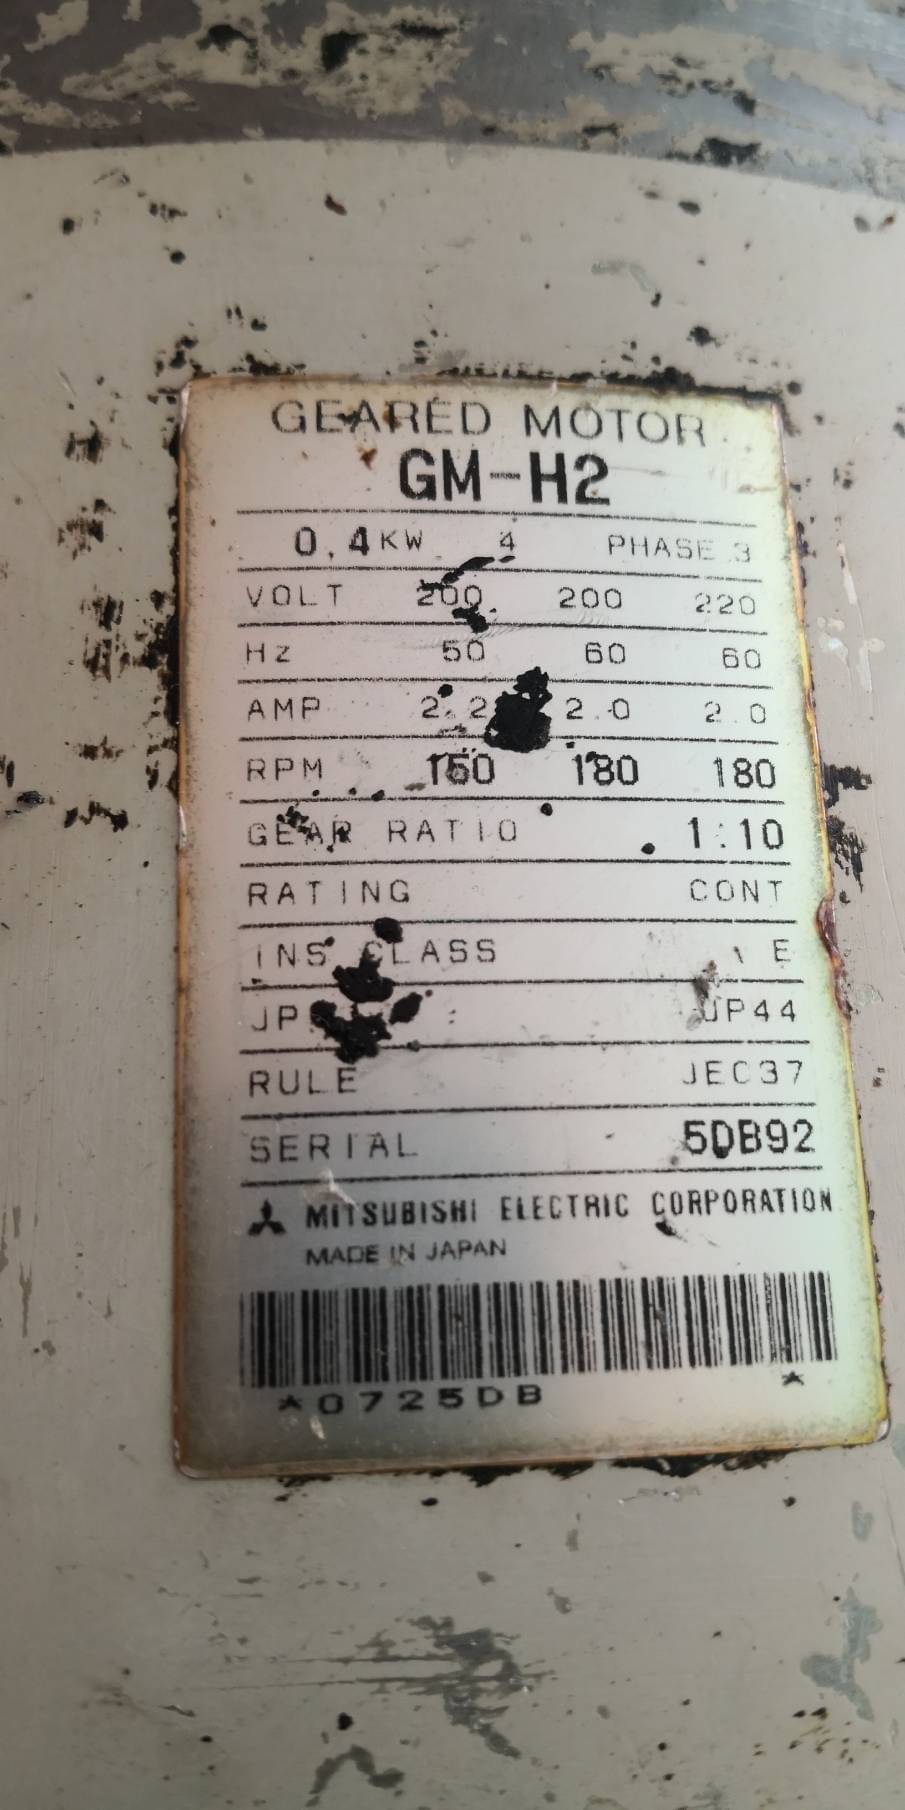 GEARED MOTOR
GM-H2
0.4KW 4 PHASE 3
VOLT 200 200 220
Hz 50 60 60
AMP 2.2 2.0 2.0
RPM 150 180 180
GEAR RATIO 1:10
RATING CONT
INS CLASS E
JP : JP44
RULE JEC37
SERIAL 5DB92
MITSUBISHI ELECTRIC CORPORATION
MADE IN JAPAN
*0725DB *